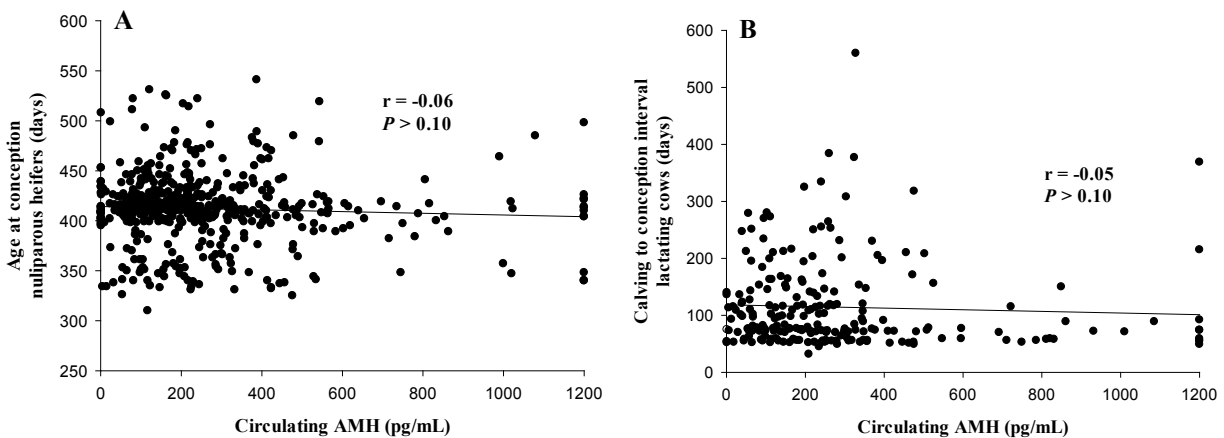 A
600
550
500
450
400
350
300
250
Age at conception
nuliparous heifers (days)
r = -0.06
P > 0.10
0 200 400 600 800 1000 1200
Circulating AMH (pg/mL)
B
600
500
400
300
200
100
0
Calving to conception interval
lactating cows (days)
r = -0.05
P > 0.10
0 200 400 600 800 1000 1200
Circulating AMH (pg/mL)